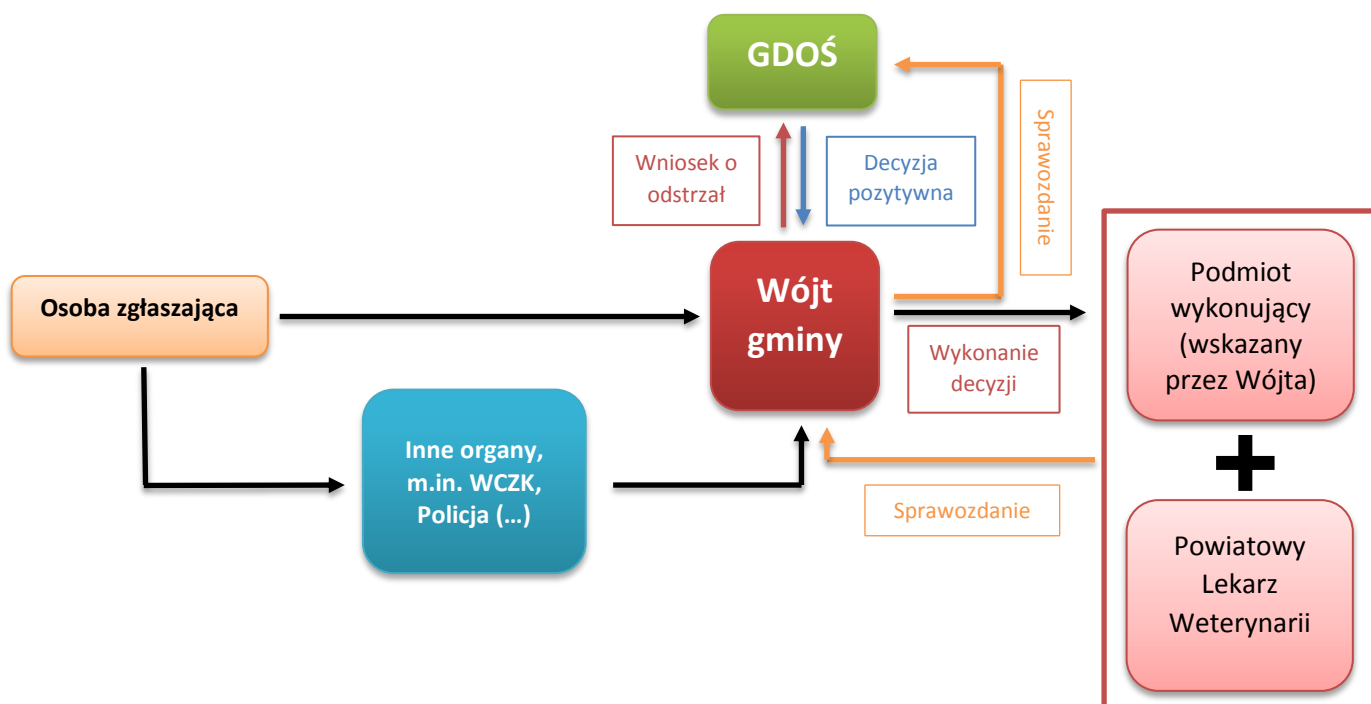 GDOŚ
Wniosek o
odstrzał
Decyzja
pozytywna
Sprawozdanie
Osoba zgłaszająca
Wójt
gminy
Wykonanie
decyzji
Podmiot
wykonujący
(wskazany
przez Wójta)
Inne organy,
m.in. WCZK,
Policja (...)
Sprawozdanie
Powiatowy
Lekarz
Weterynarii